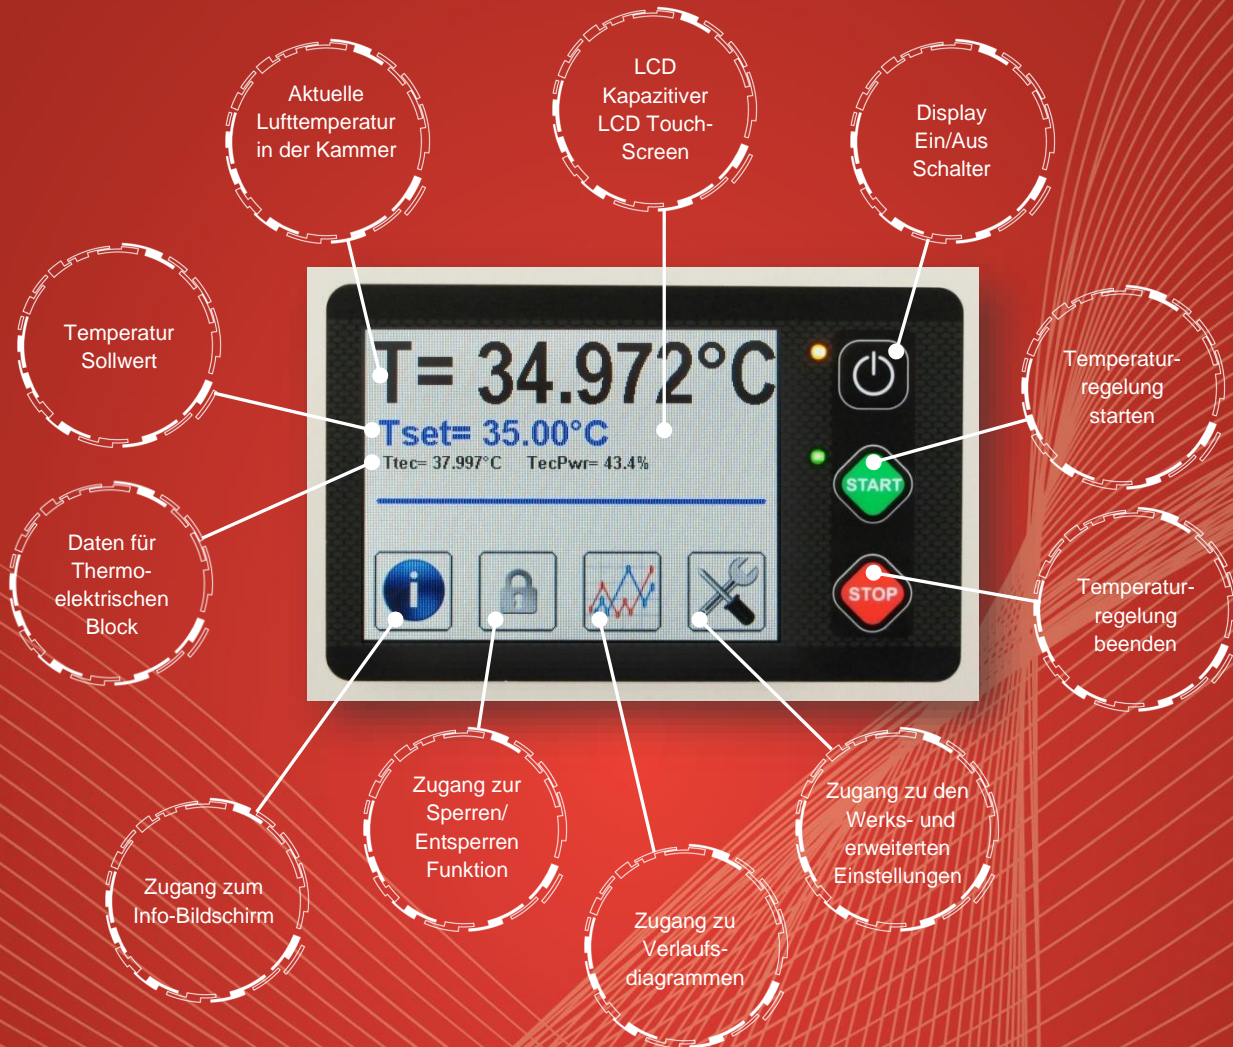 LCD
Kapazitiver
LCD Touch-
Screen
Aktuelle
Lufttemperatur
in der Kammer
Display
Ein/Aus
Schalter
Temperatur
Sollwert
Temperatur-
regelung
starten
T= 34.972°C
Tset= 35.00°C
Ttec= 37.997°C TecPwr= 43.4%
START
Daten für
Thermo-
elektrischen
Block
i
STOP
Temperatur-
regelung
beenden
Zugang zum
Info-Bildschirm
Zugang zur
Sperren/
Entsperren
Funktion
Zugang zu
Verlaufs-
diagrammen
Zugang zu den
Werks- und
erweiterten
Einstellungen